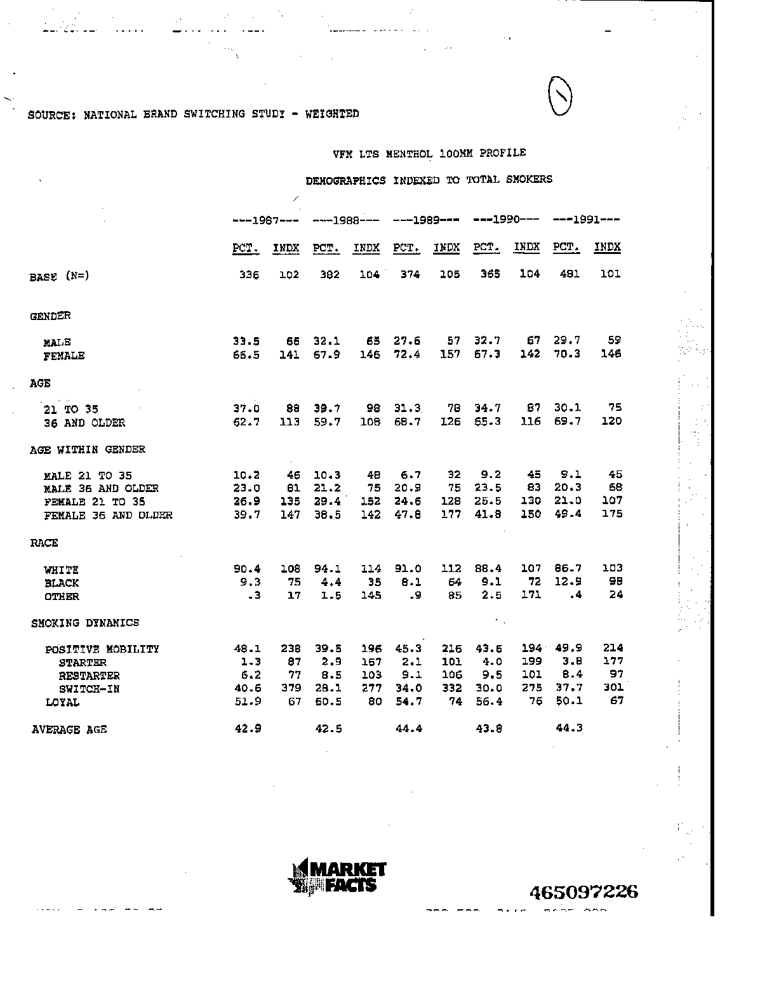 SOURCE: NATIONAL BRAND SWITCHING STUDI - WEIGHTED
VFM LTS MENTHOL 100MM PROFILE
DEMOGRAPHICS INDEXED TO TOTAL SMOKERS
---1987--- ---1988--- ---1989--- ---1990--- ---1991---
PCT. INDX PCT. INDX PCT. INDX PCT. INDX PCT. INDX
BASE (N=) 336 102 382 104 374 105 365 104 481 101
GENDER
MALE 33.5 66 32.1 65 27.6 57 32.7 67 29.7 59
FEMALE 66.5 141 67.9 146 72.4 157 67.3 142 70.3 146
AGE
21 TO 35 37.0 88 39.7 98 31.3 78 34.7 87 30.1 75
36 AND OLDER 62.7 113 59.7 108 68.7 126 65.3 116 69.7 120
AGE WITHIN GENDER
MALE 21 TO 35 10.2 46 10.3 48 6.7 32 9.2 45 9.1 45
MALE 36 AND OLDER 23.0 81 21.2 75 20.9 75 23.5 83 20.3 68
FEMALE 21 TO 35 26.9 135 29.4 152 24.6 128 25.5 130 21.0 107
FEMALE 36 AND OLDER 39.7 147 38.5 142 47.8 177 41.8 150 49.4 175
RACE
WHITE 90.4 108 94.1 114 91.0 112 88.4 107 86.7 103
BLACK 9.3 75 4.4 35 8.1 64 9.1 72 12.9 98
OTHER .3 17 1.5 145 .9 85 2.5 171 .4 24
SMOKING DYNAMICS
POSITIVE MOBILITY 48.1 238 39.5 196 45.3 216 43.6 194 49.9 214
STARTER 1.3 87 2.9 167 2.1 101 4.0 199 3.8 177
RESTARTER 6.2 77 8.5 103 9.1 106 9.5 101 8.4 97
SWITCH-IN 40.6 379 28.1 277 34.0 332 30.0 275 37.7 301
LOYAL 51.9 67 60.5 80 54.7 74 56.4 76 50.1 67
AVERAGE AGE 42.9 42.5 44.4 43.8 44.3
MARKET
FACTS
465097226